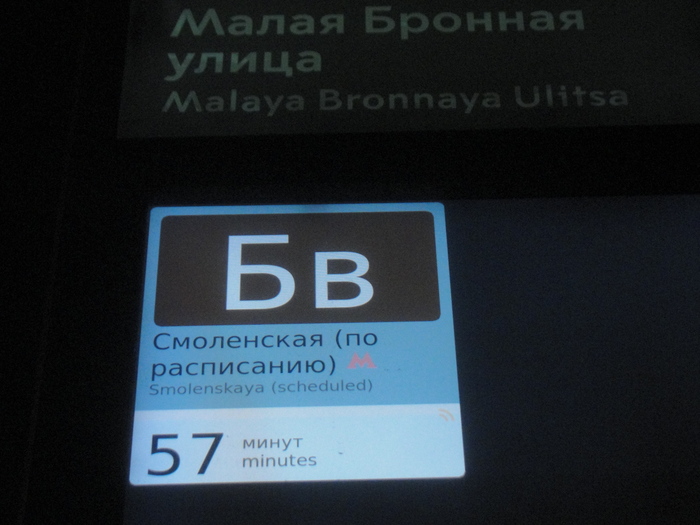 Малая Бронная
улица
Malaya Bronnaya Ulitsa
Бв
Смоленская (по
расписанию) М
Smolenskaya (scheduled)
57 минут
minutes